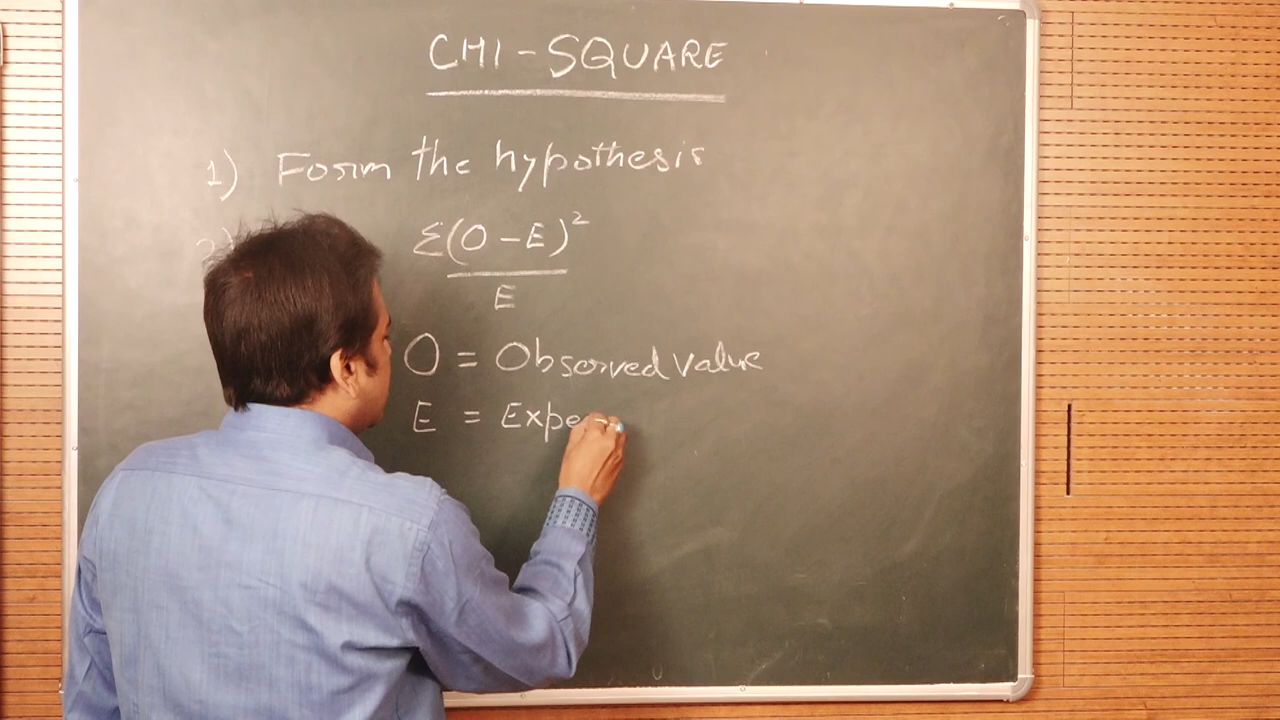 CHI-SQUARE
1) Form the hypothesis
2) Σ(O-E)²
E
O = Observed value
E = Expe